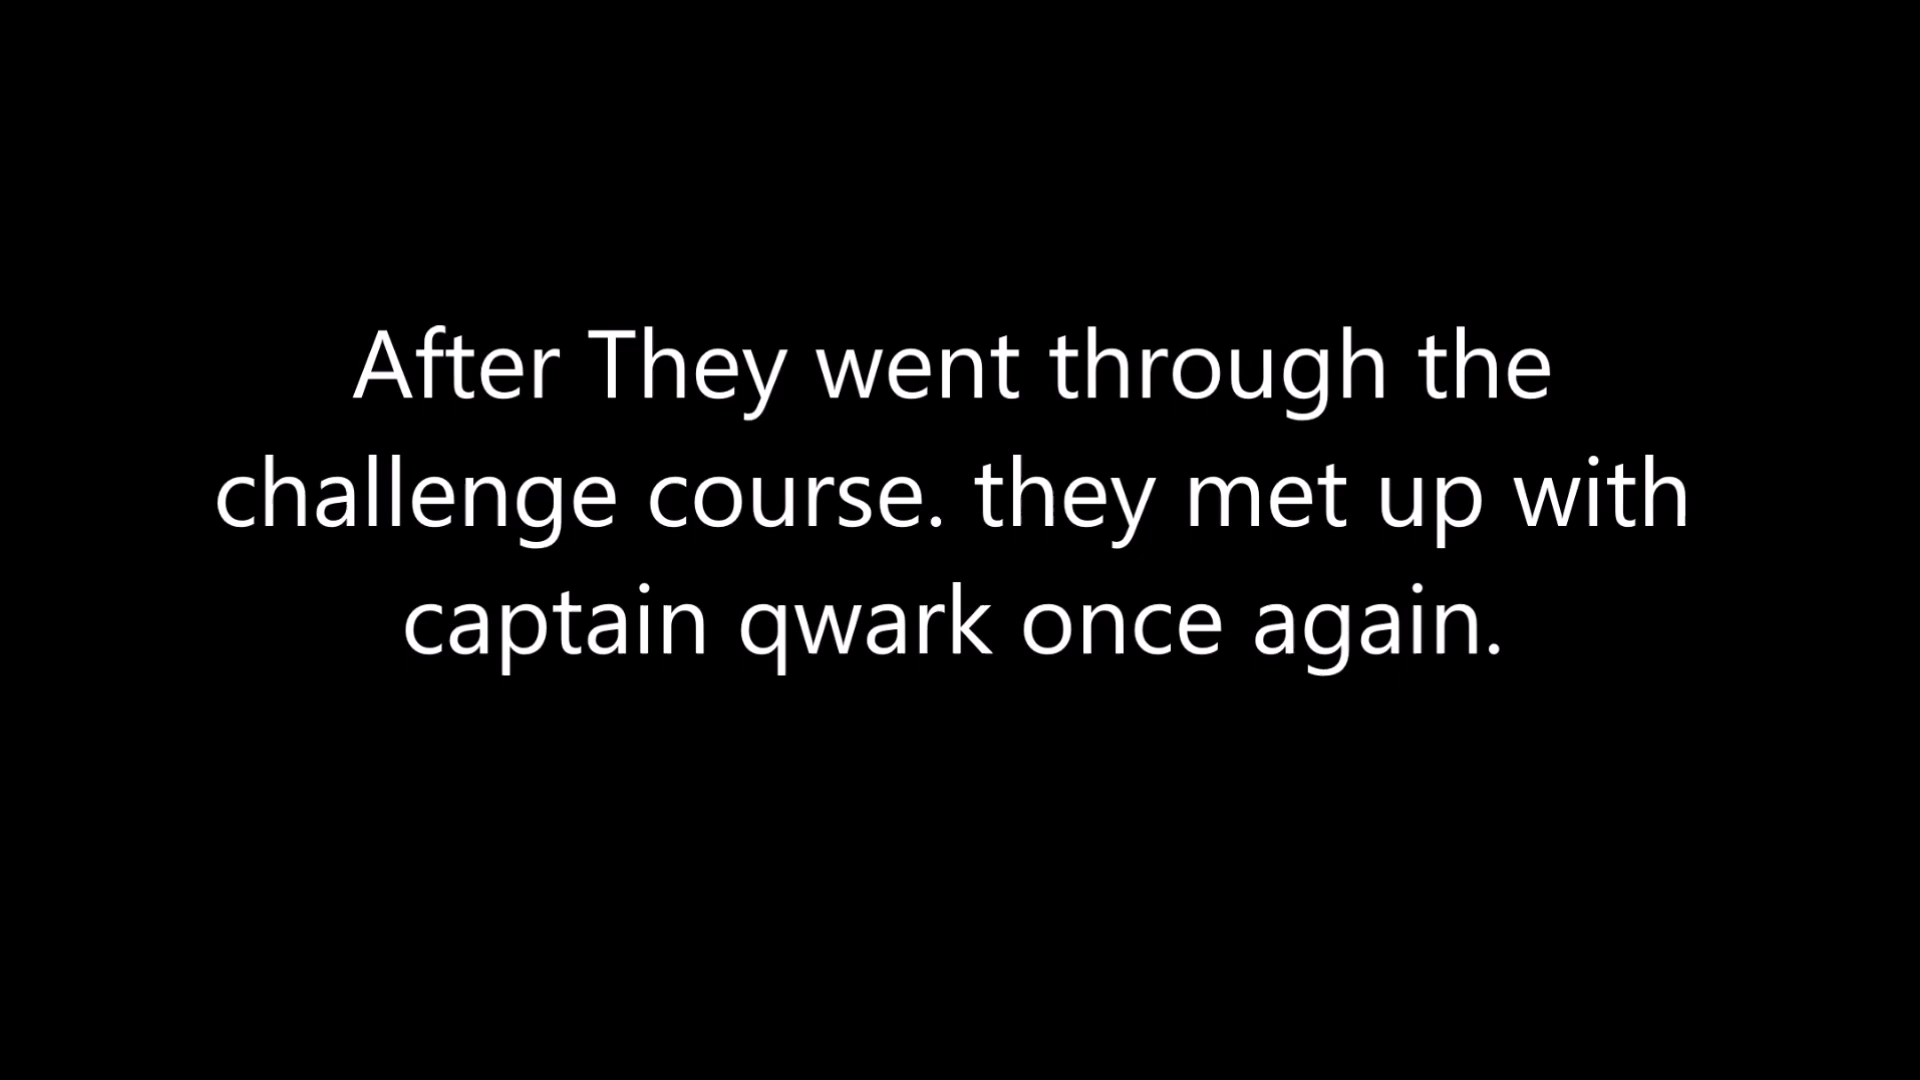 After They went through the
challenge course. they met up with
captain qwark once again.